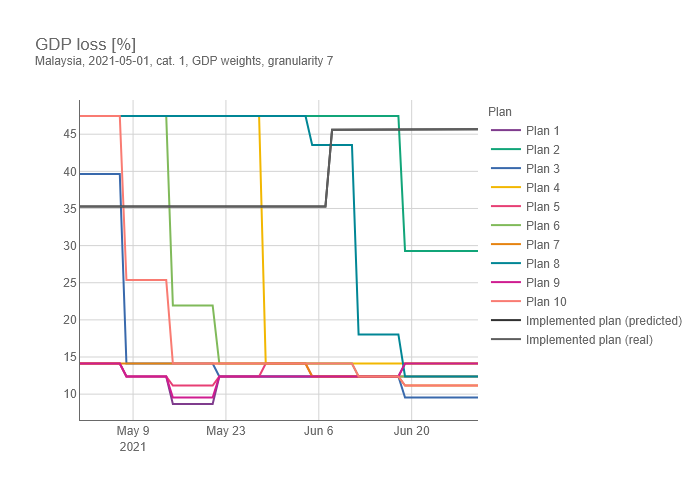 GDP loss [%]
Malaysia, 2021-05-01, cat. 1, GDP weights, granularity 7
Plan
Plan 1
Plan 2
Plan 3
Plan 4
Plan 5
Plan 6
Plan 7
Plan 8
Plan 9
Plan 10
Implemented plan (predicted)
Implemented plan (real)
45
40
35
30
25
20
15
10
May 9
2021
May 23
Jun 6
Jun 20